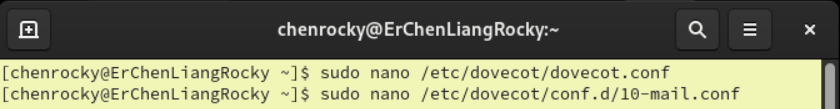 chenrocky@ErChenLiangRocky:~
[chenrocky@ErChenLiangRocky ~]$ sudo nano /etc/dovecot/dovecot.conf
[chenrocky@ErChenLiangRocky ~]$ sudo nano /etc/dovecot/conf.d/10-mail.conf